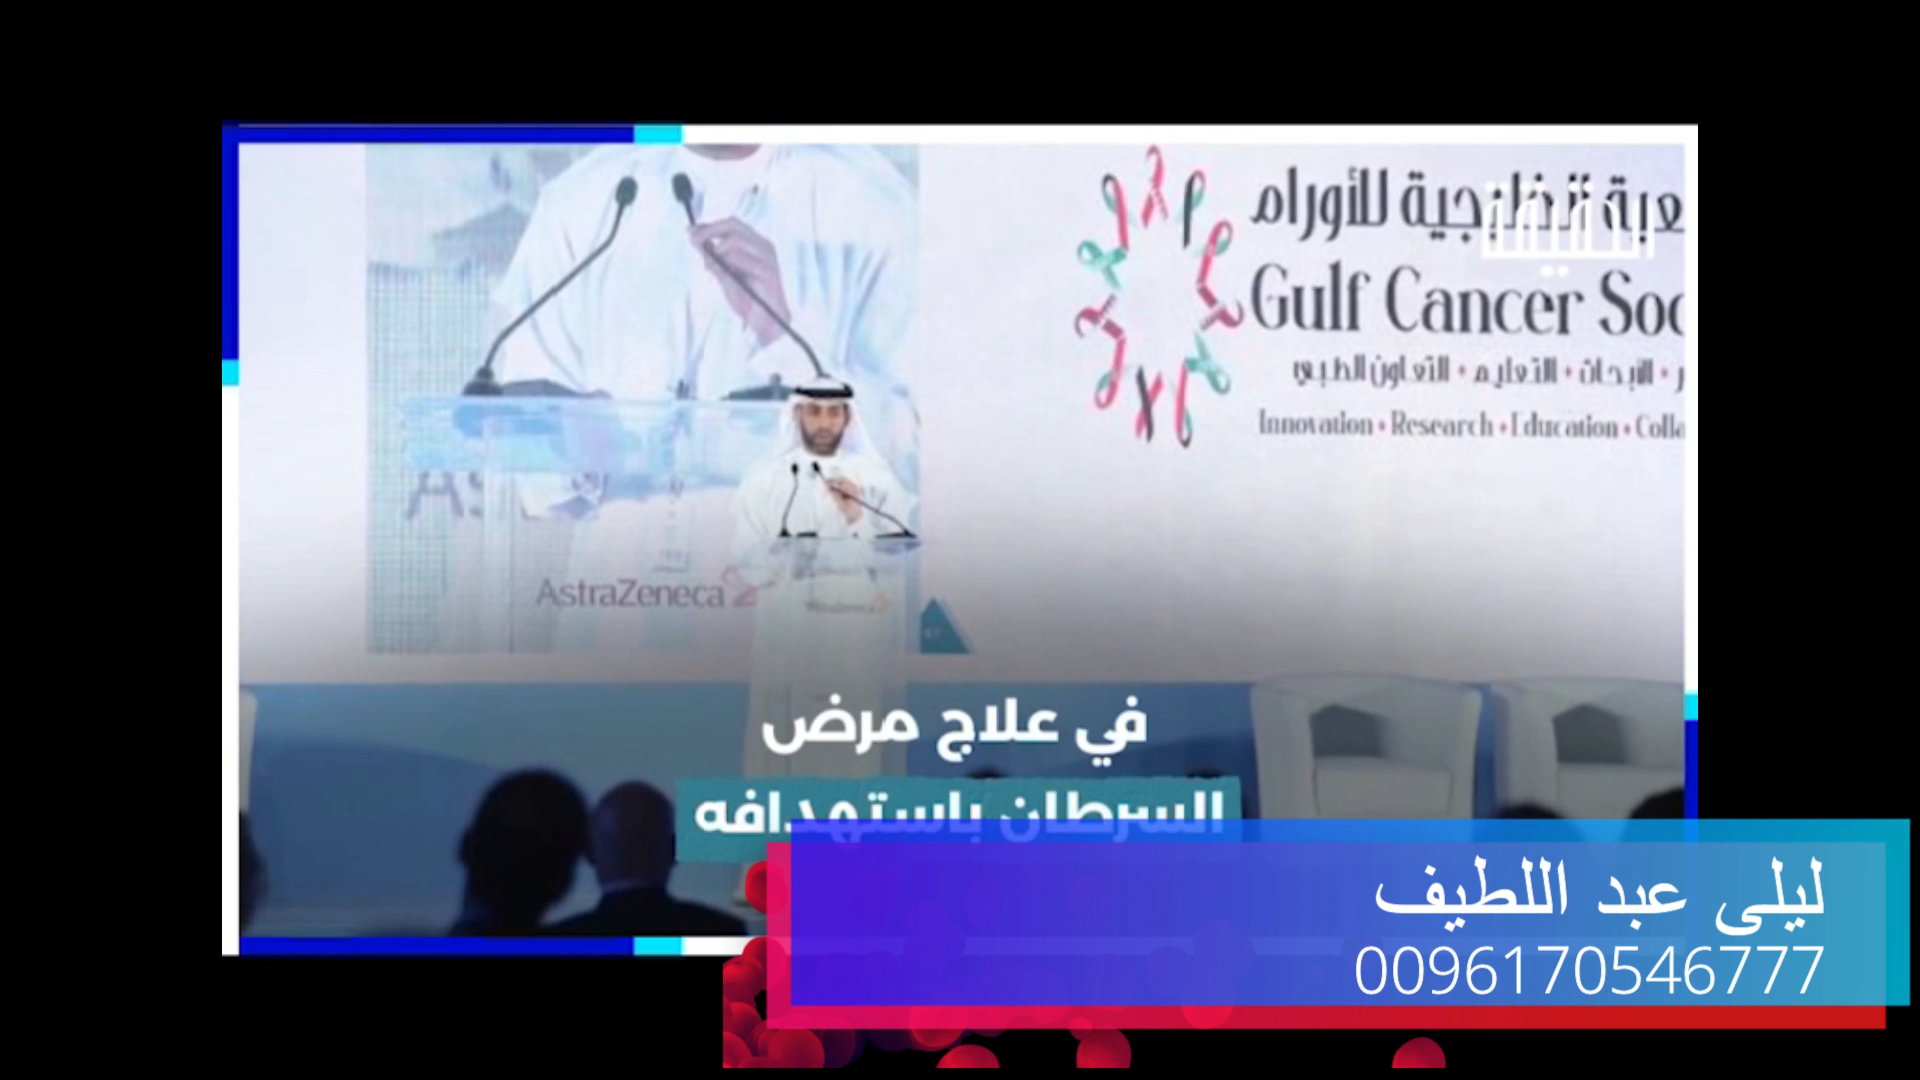 للأورام
Gulf Cancer Soc
التعليم • التعاون الطبي
Innovation • Research • Education • Colla
AstraZeneca
في علاج مرض
السرطان باستهدافه
ليلى عبد اللطيف
0096170546777